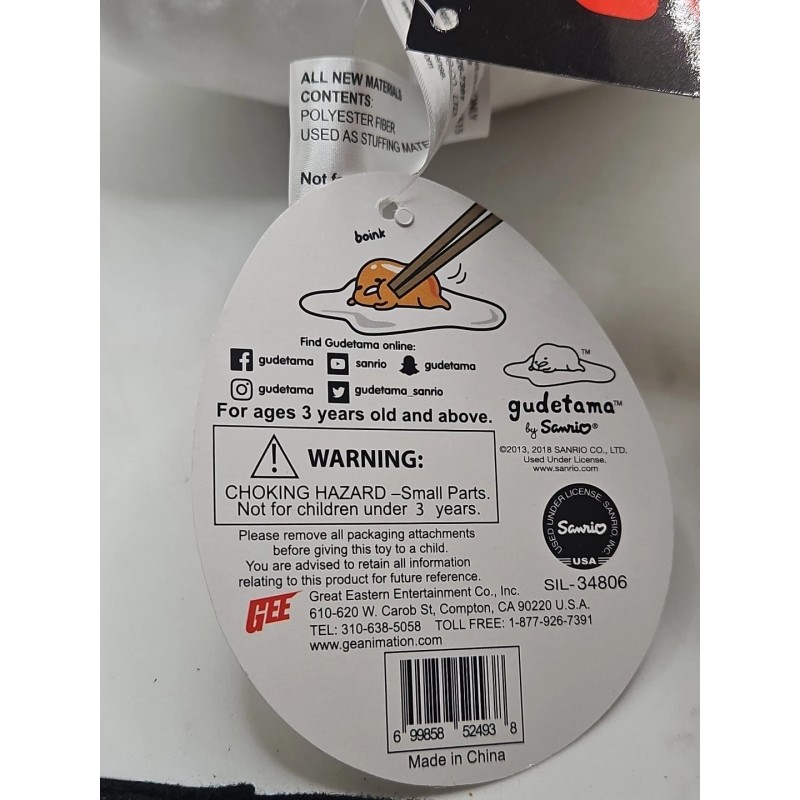 ALL NEW MATERIALS
CONTENTS:
POLYESTER FIBER
USED AS STUFFING
Not
boink
Find Gudetama online:
gudetama sanrio gudetama
gudetama gudetama_sanrio
For ages 3 years old and above.
WARNING:
CHOKING HAZARD –Small Parts.
Not for children under 3 years.
gudetama™
by Sanrio®
©2013, 2018 SANRIO CO., LTD.
Used Under License.
www.sanrio.com
USED UNDER LICENSE. SANRIO, INC.
Sanrio
USA
SIL-34806
Please remove all packaging attachments
before giving this toy to a child.
You are advised to retain all information
relating to this product for future reference.
GEE
Great Eastern Entertainment Co., Inc.
610-620 W. Carob St, Compton, CA 90220 U.S.A.
TEL: 310-638-5058 TOLL FREE: 1-877-926-7391
www.geanimation.com
6 99858 52493 8
Made in China